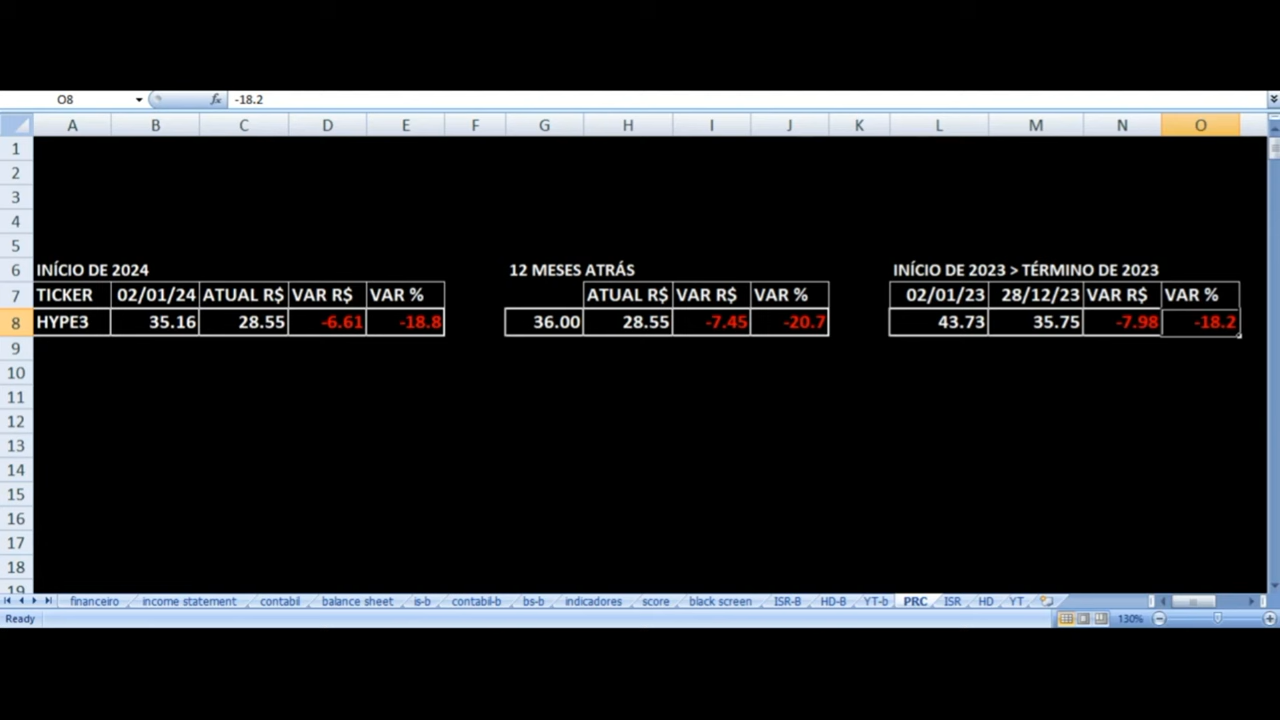 O8 fx -18.2
A B C D E F G H I J K L M N O
1
2
3
4
5
6 INÍCIO DE 2024 12 MESES ATRÁS INÍCIO DE 2023 > TÉRMINO DE 2023
7 TICKER 02/01/24 ATUAL R$ VAR R$ VAR % ATUAL R$ VAR R$ VAR % 02/01/23 28/12/23 VAR R$ VAR %
8 HYPE3 35.16 28.55 -6.61 -18.8 36.00 28.55 -7.45 -20.7 43.73 35.75 -7.98 -18.2
9
10
11
12
13
14
15
16
17
18
19
financeiro income statement contabil balance sheet is-b contabil-b bs-b indicadores score black screen ISR-B HD-B YT-b PRC ISR HD YT
Ready 130%